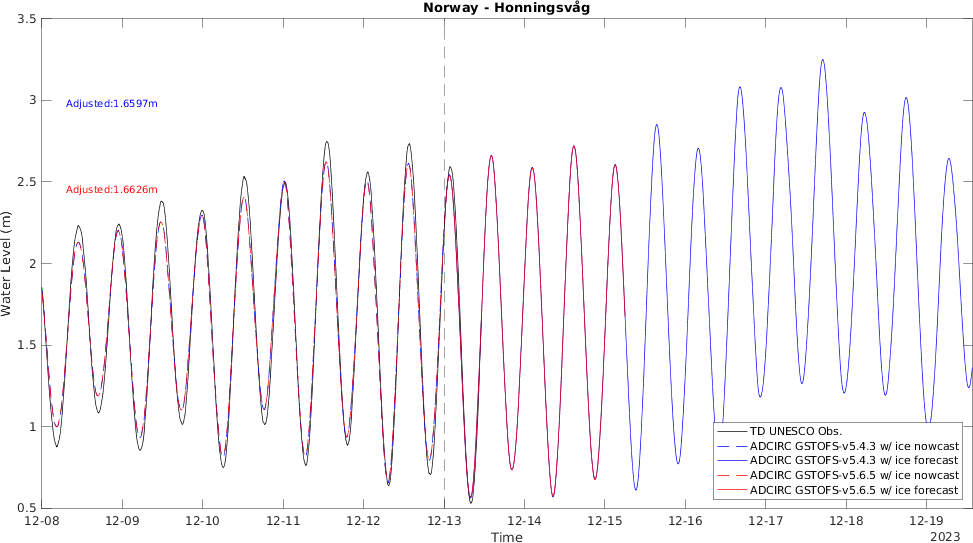 Norway - Honningsvåg
3.5
3
2.5
2
1.5
1
0.5
Water Level (m)
Adjusted:1.6597m
Adjusted:1.6626m
TD UNESCO Obs.
ADCIRC GSTOFS-v5.4.3 w/ ice nowcast
ADCIRC GSTOFS-v5.4.3 w/ ice forecast
ADCIRC GSTOFS-v5.6.5 w/ ice nowcast
ADCIRC GSTOFS-v5.6.5 w/ ice forecast
12-08 12-09 12-10 12-11 12-12 12-13 12-14 12-15 12-16 12-17 12-18 12-19
Time
2023